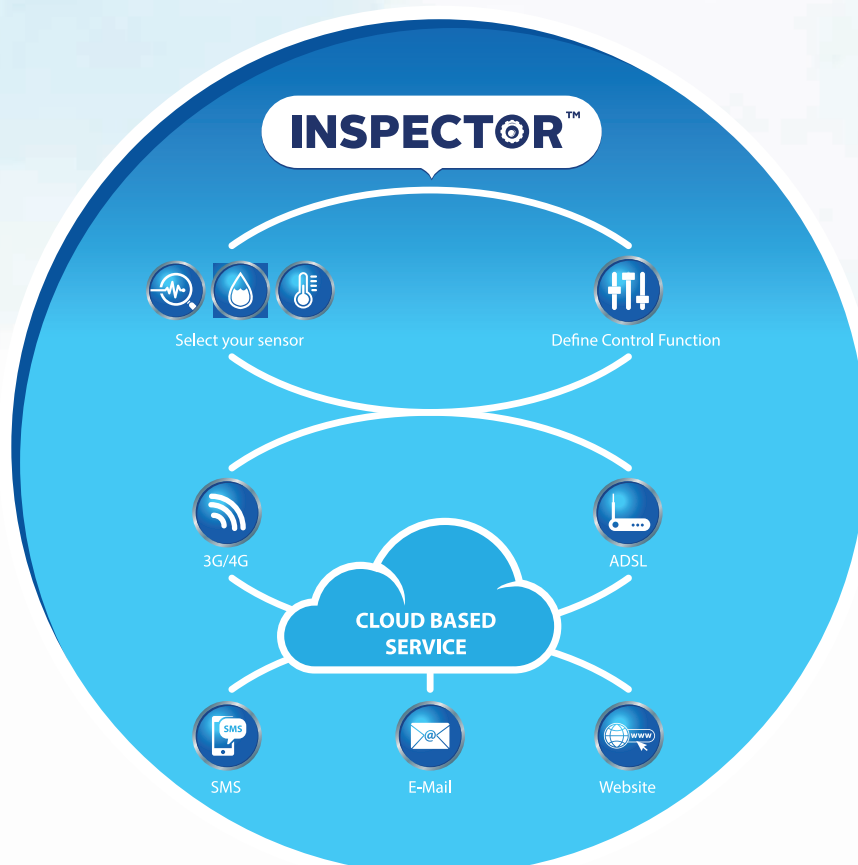 INSPECTOR™
Select your sensor
Define Control Function
3G/4G
ADSL
CLOUD BASED
SERVICE
SMS
@
www
SMS
E-Mail
Website